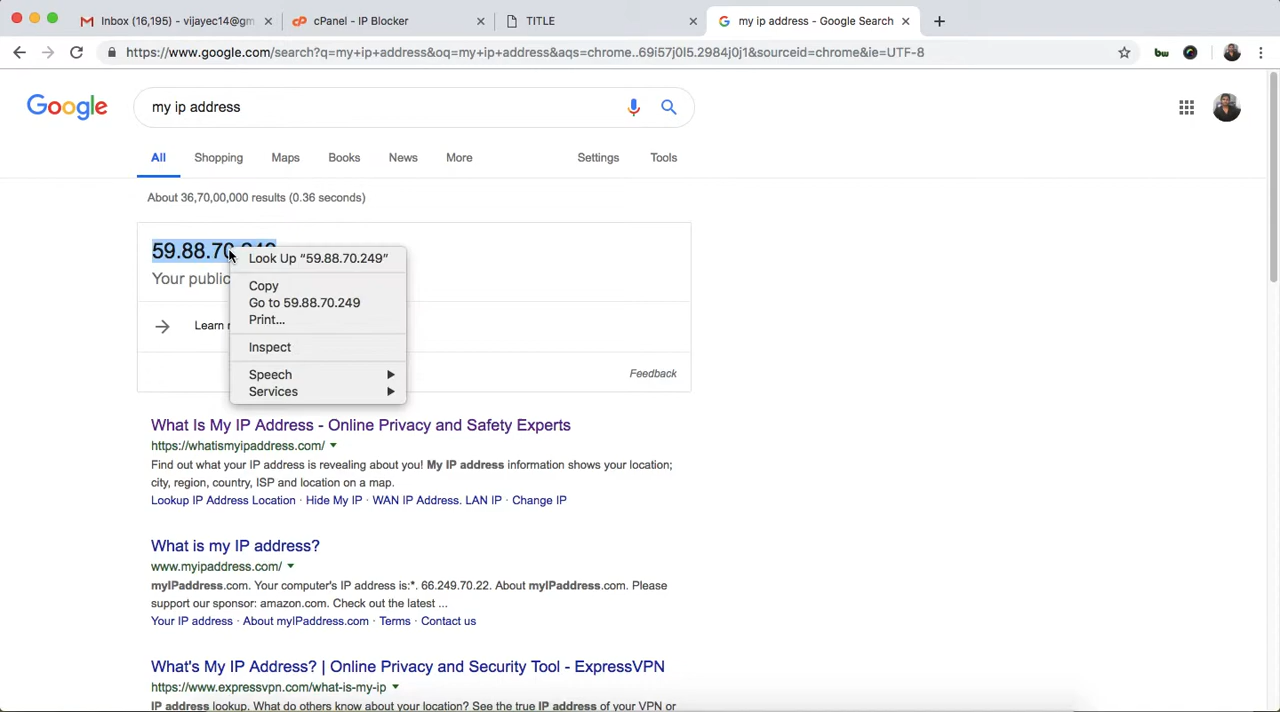 Inbox (16,195) - vijayec14@gm
cPanel - IP Blocker
TITLE
my ip address - Google Search
https://www.google.com/search?q=my+ip+address&oq=my+ip+address&aqs=chrome..69i57j0l5.2984j0j1&sourceid=chrome&ie=UTF-8
bw
Google
my ip address
All Shopping Maps Books News More Settings Tools
About 36,70,00,000 results (0.36 seconds)
59.88.70.249
Your public
Learn
Feedback
Look Up “59.88.70.249”
Copy
Go to 59.88.70.249
Print...
Inspect
Speech
Services
What Is My IP Address - Online Privacy and Safety Experts
https://whatismyipaddress.com/
Find out what your IP address is revealing about you! My IP address information shows your location;
city, region, country, ISP and location on a map.
Lookup IP Address Location · Hide My IP · WAN IP Address. LAN IP · Change IP
What is my IP address?
www.myipaddress.com/
myIPaddress.com. Your computer's IP address is:*. 66.249.70.22. About myIPaddress.com. Please
support our sponsor: amazon.com. Check out the latest ...
Your IP address · About myIPaddress.com · Terms · Contact us
What's My IP Address? | Online Privacy and Security Tool - ExpressVPN
https://www.expressvpn.com/what-is-my-ip
IP address lookup. What do others know about your location? See the true IP address of your VPN or